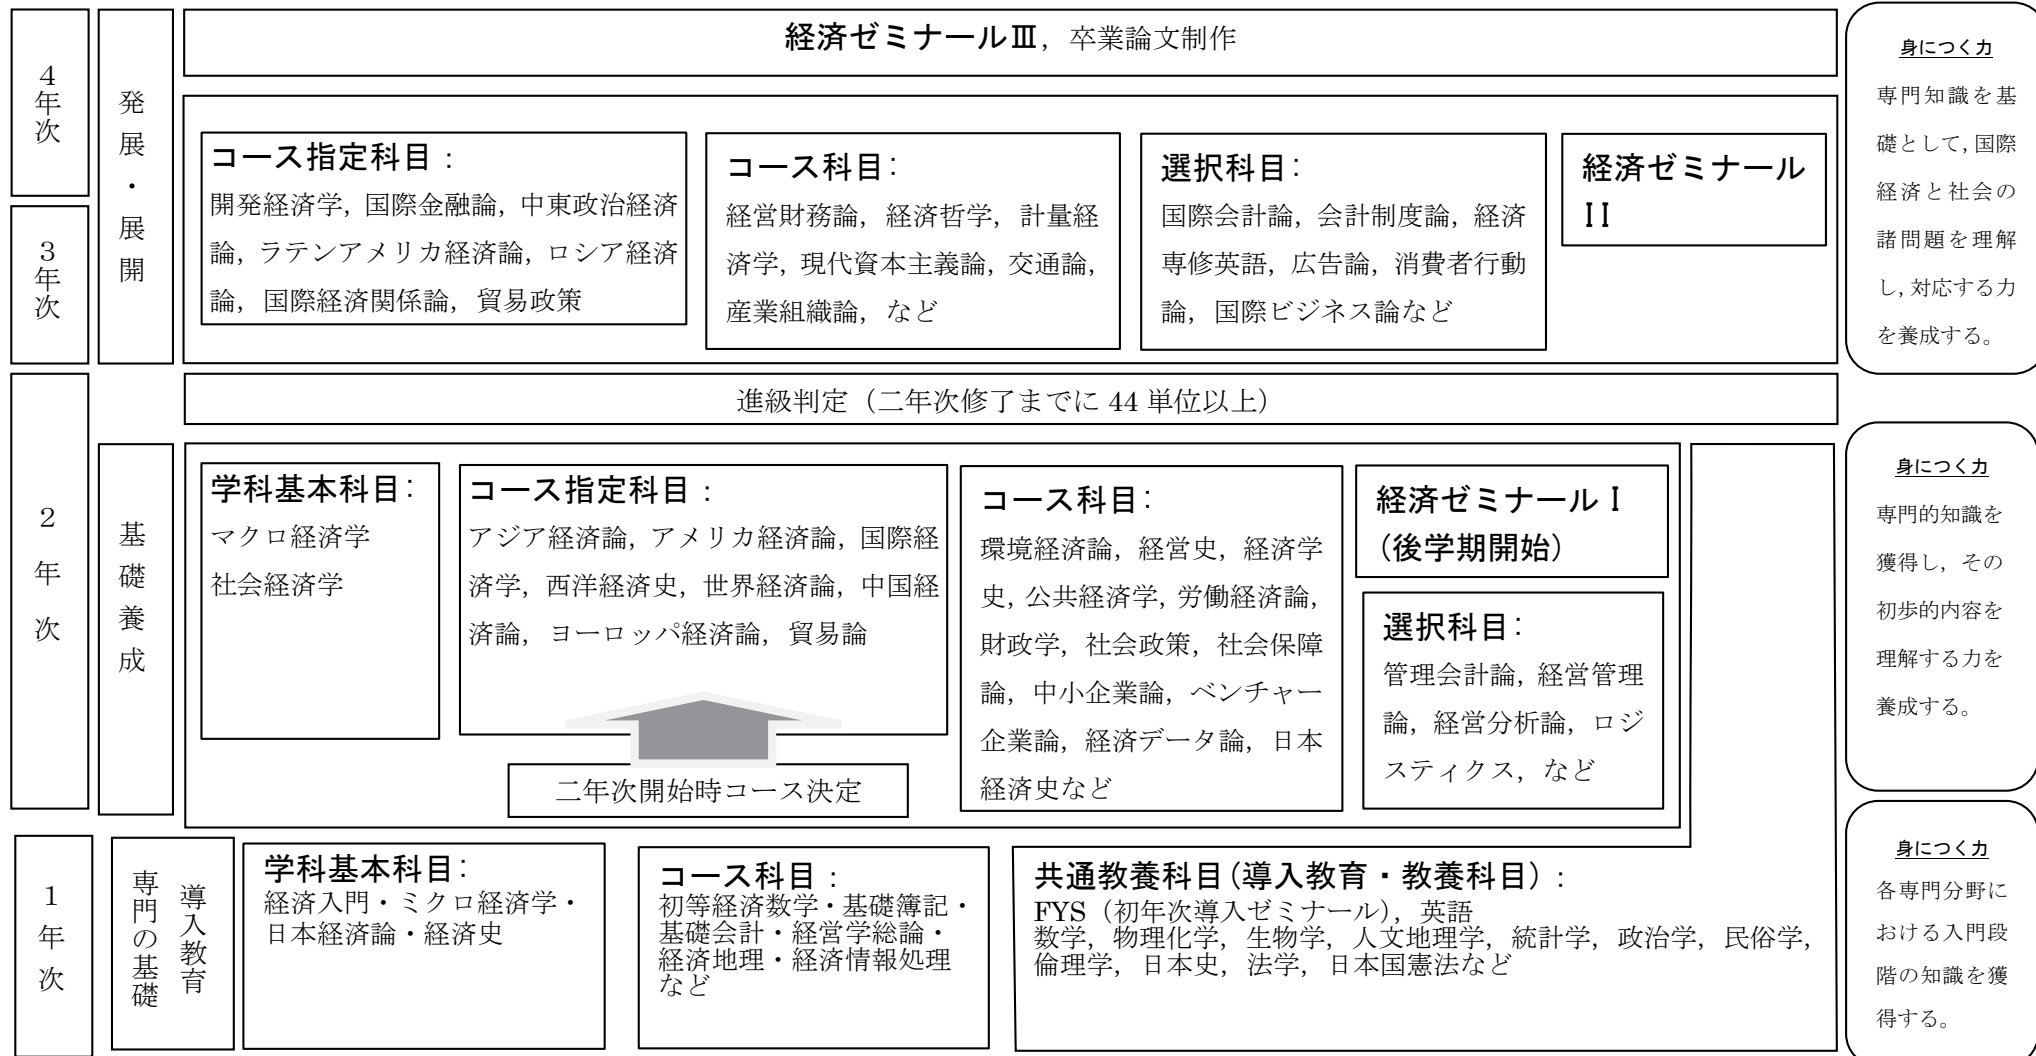 4年次
発展・展開
経済ゼミナールⅢ，卒業論文制作
3年次
コース指定科目：
開発経済学，国際金融論，中東政治経済
論，ラテンアメリカ経済論，ロシア経済
論，国際経済関係論，貿易政策
コース科目：
経営財務論，経済哲学，計量経
済学，現代資本主義論，交通論，
産業組織論，など
選択科目：
国際会計論，会計制度論，経済
専修英語，広告論，消費者行動
論，国際ビジネス論など
経済ゼミナール
II
身につく力
専門知識を基
礎として，国際
経済と社会の
諸問題を理解
し，対応する力
を養成する。
進級判定（二年次修了までに 44 単位以上）
2年次
基礎養成
学科基本科目：
マクロ経済学
社会経済学
コース指定科目：
アジア経済論，アメリカ経済論，国際経
済学，西洋経済史，世界経済論，中国経
済論，ヨーロッパ経済論，貿易論
二年次開始時コース決定
コース科目：
環境経済論，経営史，経済学
史，公共経済学，労働経済論，
財政学，社会政策，社会保障
論，中小企業論，ベンチャー
企業論，経済データ論，日本
経済史など
経済ゼミナール I
（後学期開始）
選択科目：
管理会計論，経営管理
論，経営分析論，ロジ
スティクス，など
身につく力
専門的知識を
獲得し，その
初歩的内容を
理解する力を
養成する。
1年次
導入教育
専門の基礎
学科基本科目：
経済入門・ミクロ経済学・
日本経済論・経済史
コース科目：
初等経済数学・基礎簿記・
基礎会計・経営学総論・
経済地理・経済情報処理
など
共通教養科目（導入教育・教養科目）：
FYS（初年次導入ゼミナール），英語
数学，物理化学，生物学，人文地理学，統計学，政治学，民俗学，
倫理学，日本史，法学，日本国憲法など
身につく力
各専門分野に
おける入門段
階の知識を獲
得する。